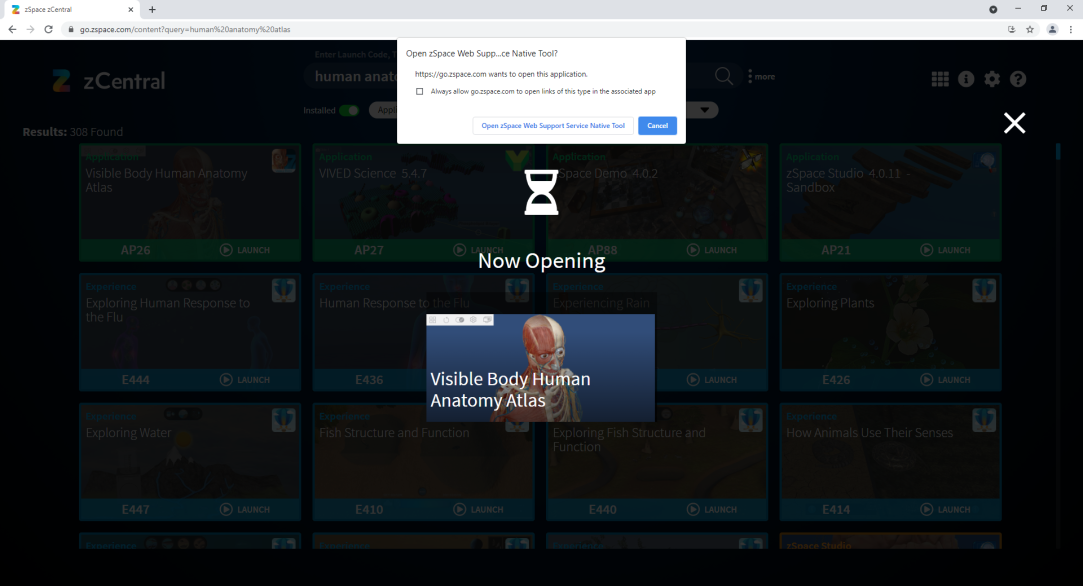 zSpace zCentral
go.zspace.com/content?query=human%20anatomy%20atlas
Open zSpace Web Supp...ce Native Tool?
https://go.zspace.com wants to open this application.
Always allow go.zspace.com to open links of this type in the associated app
Open zSpace Web Support Service Native Tool
Cancel
zCentral
Enter Launch Code,
human anat
more
Installed
Results: 308 Found
Application
Visible Body Human Anatomy
Atlas
AP26
LAUNCH
Application
VIVED Science 5.4.7
AP27
LAUNCH
Application
zSpace Demo 4.0.2
AP88
LAUNCH
Application
zSpace Studio 4.0.11 -
Sandbox
AP21
LAUNCH
Now Opening
Visible Body Human
Anatomy Atlas
Experience
Exploring Human Response to
the Flu
E444
LAUNCH
Experience
Human Response to the Flu
E436
Experience
Experiencing Rain
LAUNCH
Experience
Exploring Plants
E426
LAUNCH
Experience
Exploring Water
E447
LAUNCH
Experience
Fish Structure and Function
E410
LAUNCH
Exploring Fish Structure and
Function
E440
LAUNCH
Experience
How Animals Use Their Senses
E414
LAUNCH
Experience
Experience
Experience
zSpace Studio